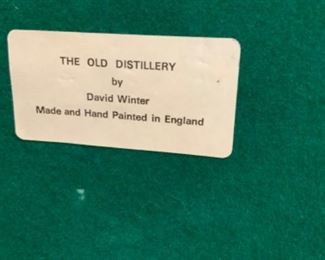 THE OLD DISTILLERY
by
David Winter
Made and Hand Painted in England